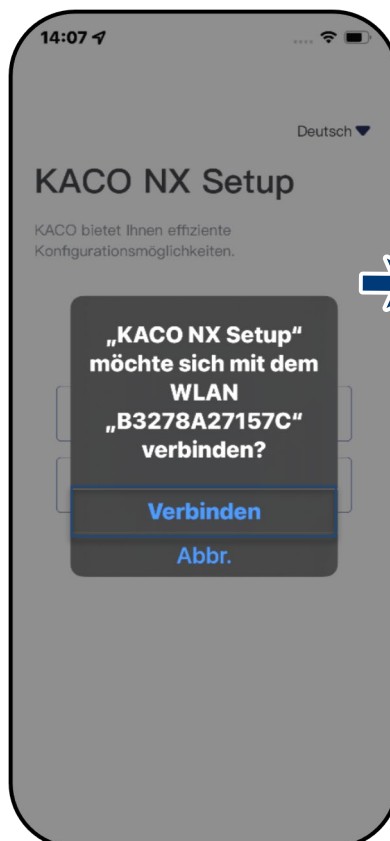 14:07
Deutsch
KACO NX Setup
KACO bietet Ihnen effiziente
Konfigurationsmöglichkeiten.
„KACO NX Setup“
möchte sich mit dem
WLAN
„B3278A27157C“
verbinden?
Verbinden
Abbr.